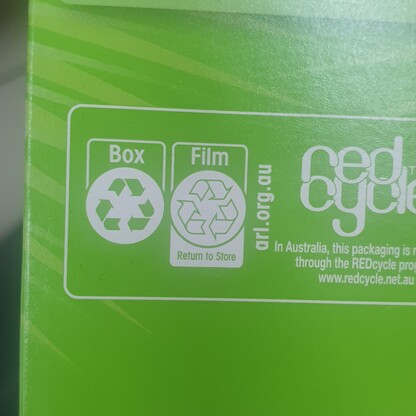 Box
Film
Return to Store
arl.org.au
red
cycle
In Australia, this packaging is
through the REDcycle
www.redcycle.net.au